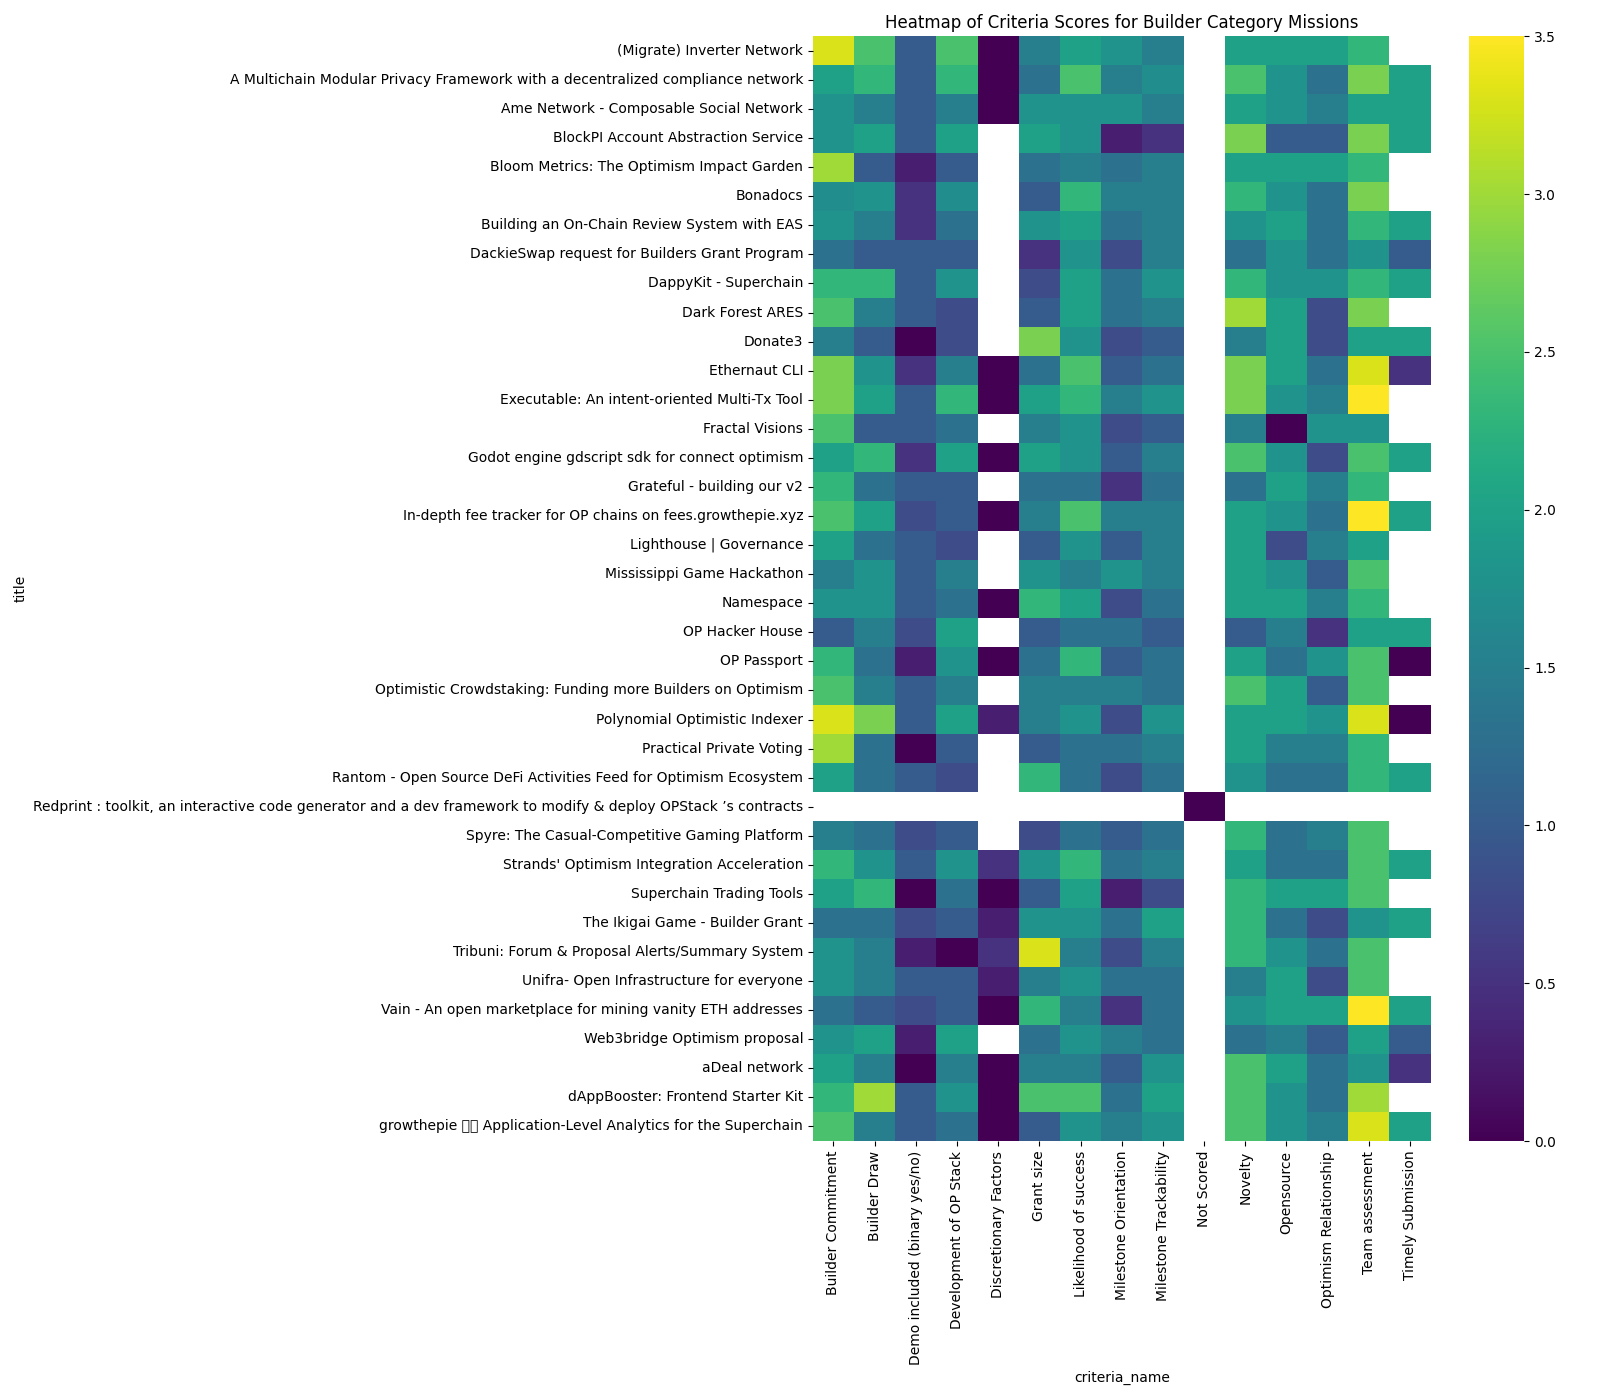 Heatmap of Criteria Scores for Builder Category Missions
(Migrate) Inverter Network
A Multichain Modular Privacy Framework with a decentralized compliance network
Ame Network - Composable Social Network
BlockPI Account Abstraction Service
Bloom Metrics: The Optimism Impact Garden
Bonadocs
Building an On-Chain Review System with EAS
DackieSwap request for Builders Grant Program
DappyKit - Superchain
Dark Forest ARES
Donate3
Ethernaut CLI
Executable: An intent-oriented Multi-Tx Tool
Fractal Visions
Godot engine gdscript sdk for connect optimism
Grateful - building our v2
In-depth fee tracker for OP chains on fees.growthepie.xyz
Lighthouse | Governance
Mississippi Game Hackathon
Namespace
OP Hacker House
OP Passport
Optimistic Crowdstaking: Funding more Builders on Optimism
Polynomial Optimistic Indexer
Practical Private Voting
Rantom - Open Source DeFi Activities Feed for Optimism Ecosystem
Redprint : toolkit, an interactive code generator and a dev framework to modify & deploy OPStack ’s contracts
Spyre: The Casual-Competitive Gaming Platform
Strands' Optimism Integration Acceleration
Superchain Trading Tools
The Ikigai Game - Builder Grant
Tribuni: Forum & Proposal Alerts/Summary System
Unifra- Open Infrastructure for everyone
Vain - An open marketplace for mining vanity ETH addresses
Web3bridge Optimism proposal
aDeal network
dAppBooster: Frontend Starter Kit
growthepie Application-Level Analytics for the Superchain
title
Builder Commitment
Builder Draw
Demo included (binary yes/no)
Development of OP Stack
Discretionary Factors
Grant size
Likelihood of success
Milestone Orientation
Milestone Trackability
Not Scored
Novelty
Opensource
Optimism Relationship
Team assessment
Timely Submission
criteria_name
3.5
3.0
2.5
2.0
1.5
1.0
0.5
0.0